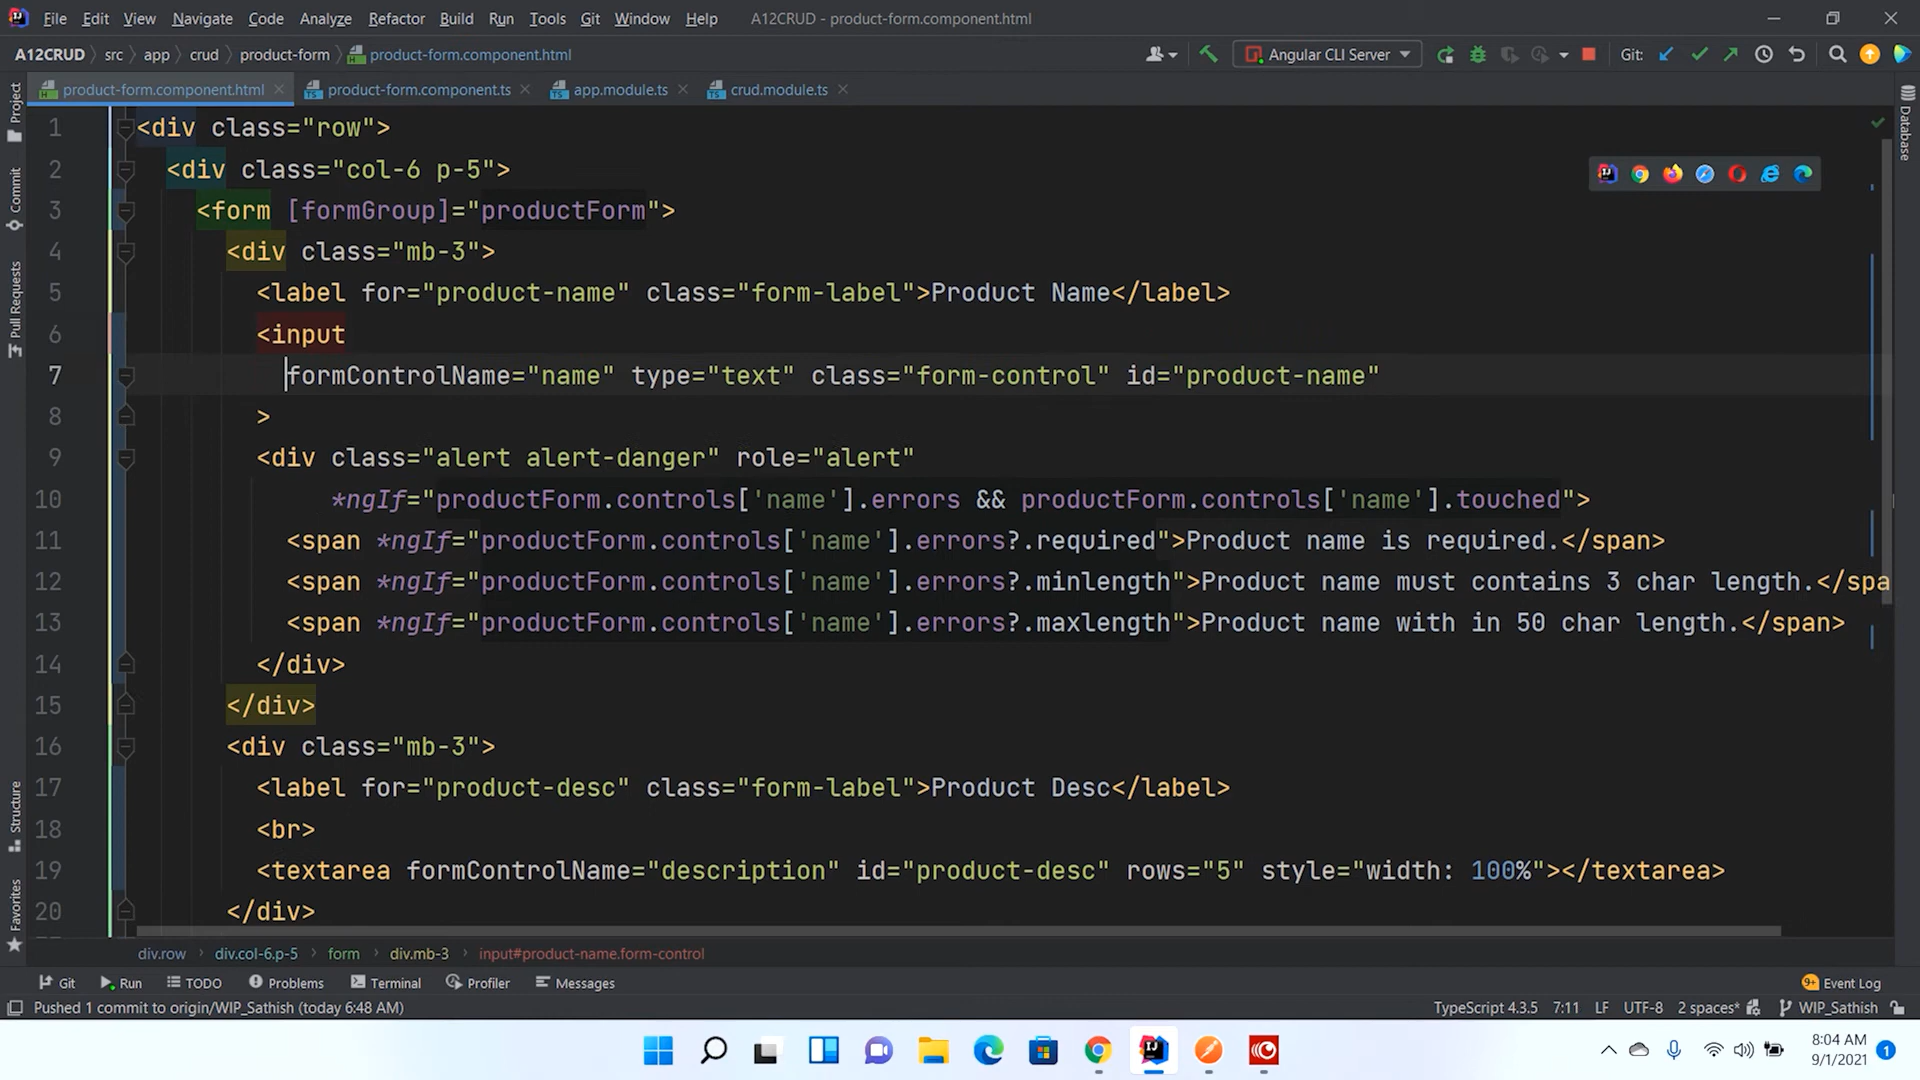 File Edit View Navigate Code Analyze Refactor Build Run Tools Git Window Help A12CRUD - product-form.component.html
A12CRUD src app crud product-form product-form.component.html Angular CLI Server Git:
product-form.component.html product-form.component.ts app.module.ts crud.module.ts
Project
Commit
Pull Requests
Structure
Favorites
Database
1 <div class="row">
2 <div class="col-6 p-5">
3 <form [formGroup]="productForm">
4 <div class="mb-3">
5 <label for="product-name" class="form-label">Product Name</label>
6 <input
7 formControlName="name" type="text" class="form-control" id="product-name"
8 >
9 <div class="alert alert-danger" role="alert"
10 *ngIf="productForm.controls['name'].errors && productForm.controls['name'].touched">
11 <span *ngIf="productForm.controls['name'].errors?.required">Product name is required.</span>
12 <span *ngIf="productForm.controls['name'].errors?.minlength">Product name must contains 3 char length.</spa
13 <span *ngIf="productForm.controls['name'].errors?.maxlength">Product name with in 50 char length.</span>
14 </div>
15 </div>
16 <div class="mb-3">
17 <label for="product-desc" class="form-label">Product Desc</label>
18 <br>
19 <textarea formControlName="description" id="product-desc" rows="5" style="width: 100%"></textarea>
20 </div>
div.row div.col-6.p-5 form div.mb-3 input#product-name.form-control
Git Run TODO Problems Terminal Profiler Messages 9+ Event Log
Pushed 1 commit to origin/WIP_Sathish (today 6:48 AM) TypeScript 4.3.5 7:11 LF UTF-8 2 spaces* WIP_Sathish
8:04 AM
9/1/2021 1